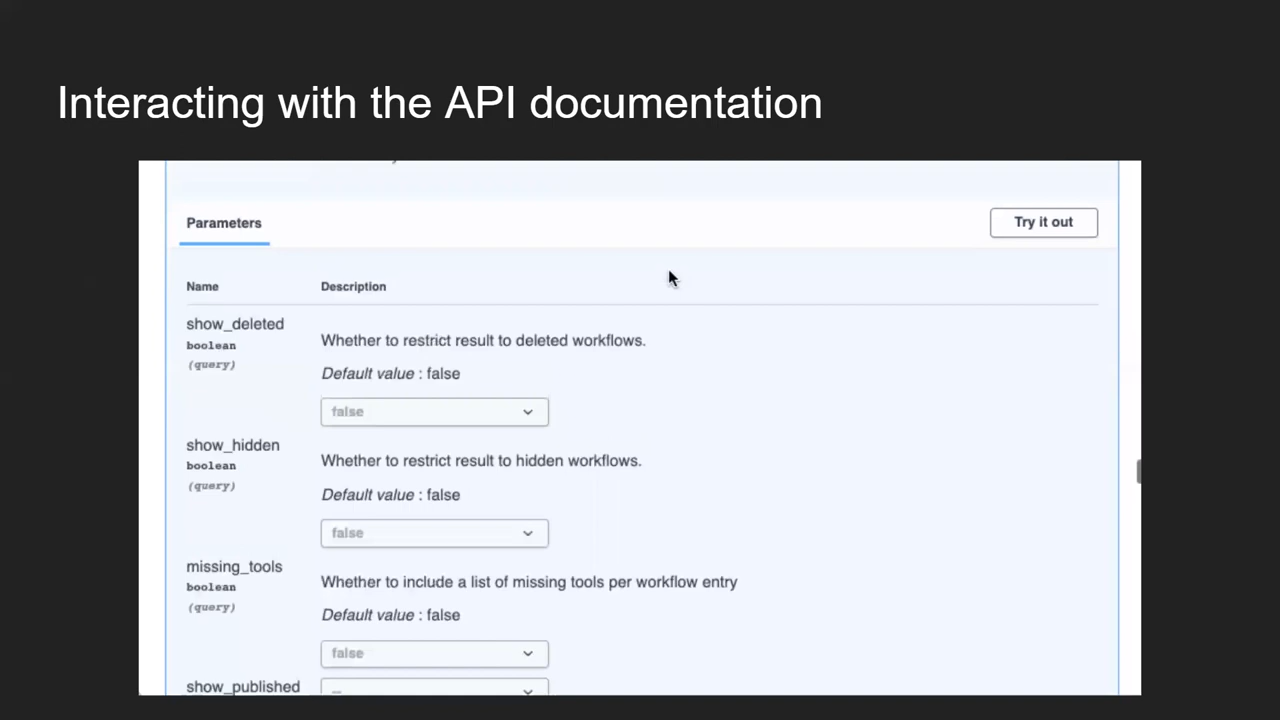 Interacting with the API documentation
Parameters
Try it out
Name Description
show_deleted
boolean
(query)
Whether to restrict result to deleted workflows.
Default value : false
false
show_hidden
boolean
(query)
Whether to restrict result to hidden workflows.
Default value : false
false
missing_tools
boolean
(query)
Whether to include a list of missing tools per workflow entry
Default value : false
false
show_published
--